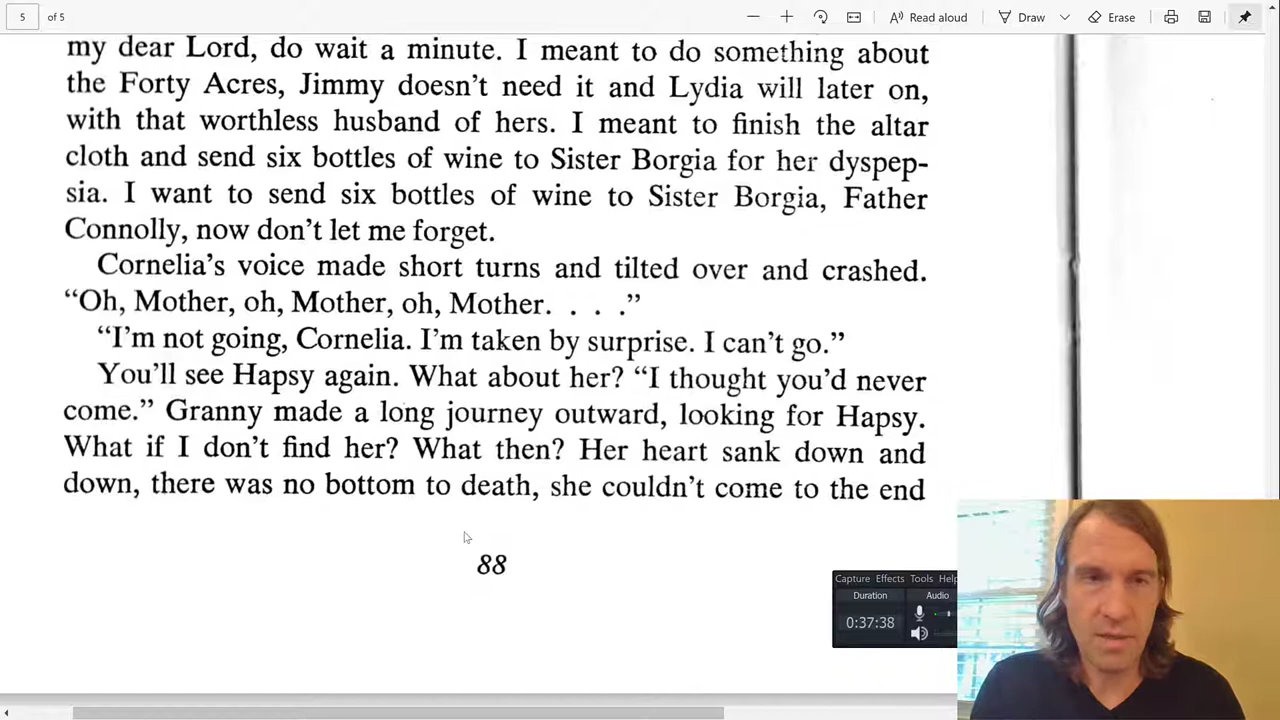 5 of 5 Read aloud Draw Erase
my dear Lord, do wait a minute. I meant to do something about
the Forty Acres, Jimmy doesn't need it and Lydia will later on,
with that worthless husband of hers. I meant to finish the altar
cloth and send six bottles of wine to Sister Borgia for her dyspep-
sia. I want to send six bottles of wine to Sister Borgia, Father
Connolly, now don't let me forget.
Cornelia's voice made short turns and tilted over and crashed.
“Oh, Mother, oh, Mother, oh, Mother. . . .”
“I'm not going, Cornelia. I'm taken by surprise. I can't go.”
You'll see Hapsy again. What about her? “I thought you'd never
come.” Granny made a long journey outward, looking for Hapsy.
What if I don't find her? What then? Her heart sank down and
down, there was no bottom to death, she couldn't come to the end
88
Capture Effects Tools Help
Duration Audio
0:37:38